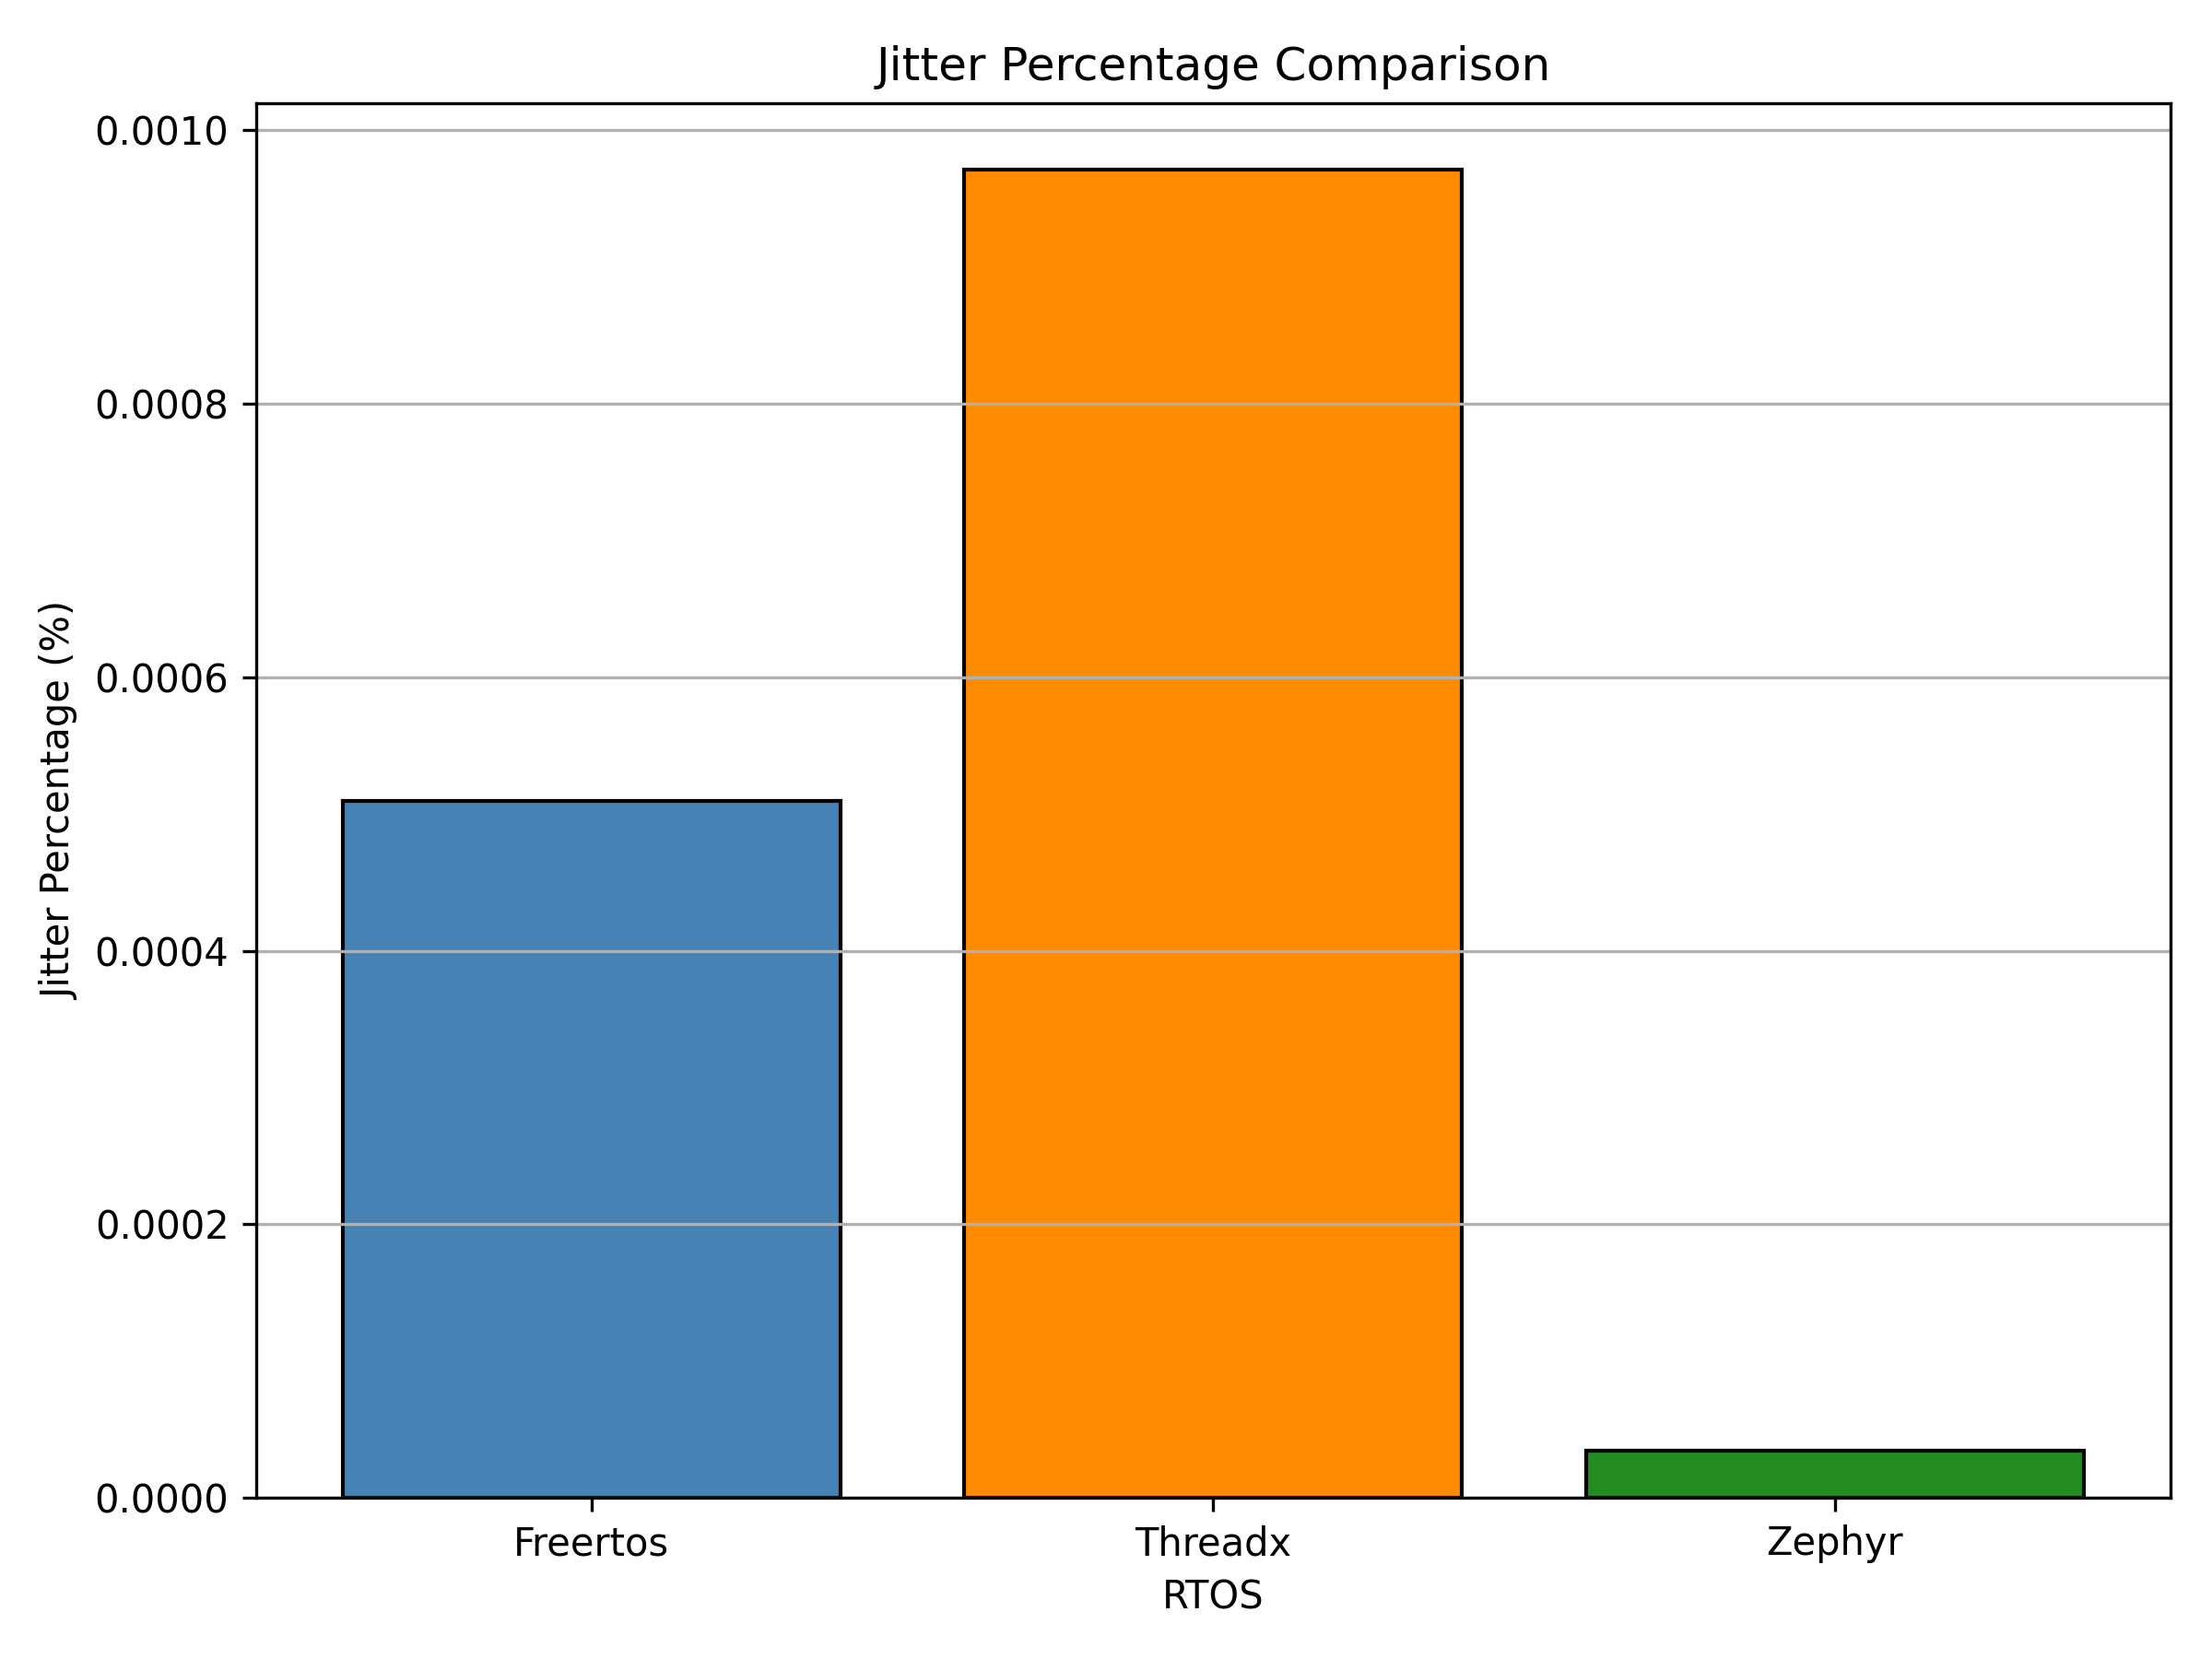 Jitter Percentage Comparison
Jitter Percentage (%)
0.0010
0.0008
0.0006
0.0004
0.0002
0.0000
Freertos
Threadx
Zephyr
RTOS